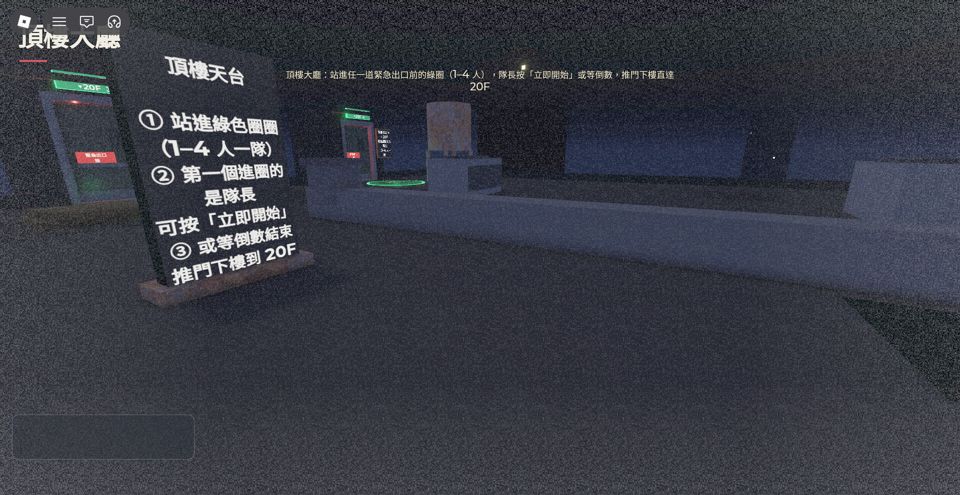 頂樓大廳
頂樓大廳：站進任一道緊急出口前的綠圈（1–4 人），隊長按「立即開始」或等倒數，推門下樓直達
20F
頂樓天台
① 站進綠色圈圈
（1–4 人一隊）
② 第一個進圈的
是隊長
可按「立即開始」
③ 或等倒數結束
推門下樓到 20F
20F
緊急出口